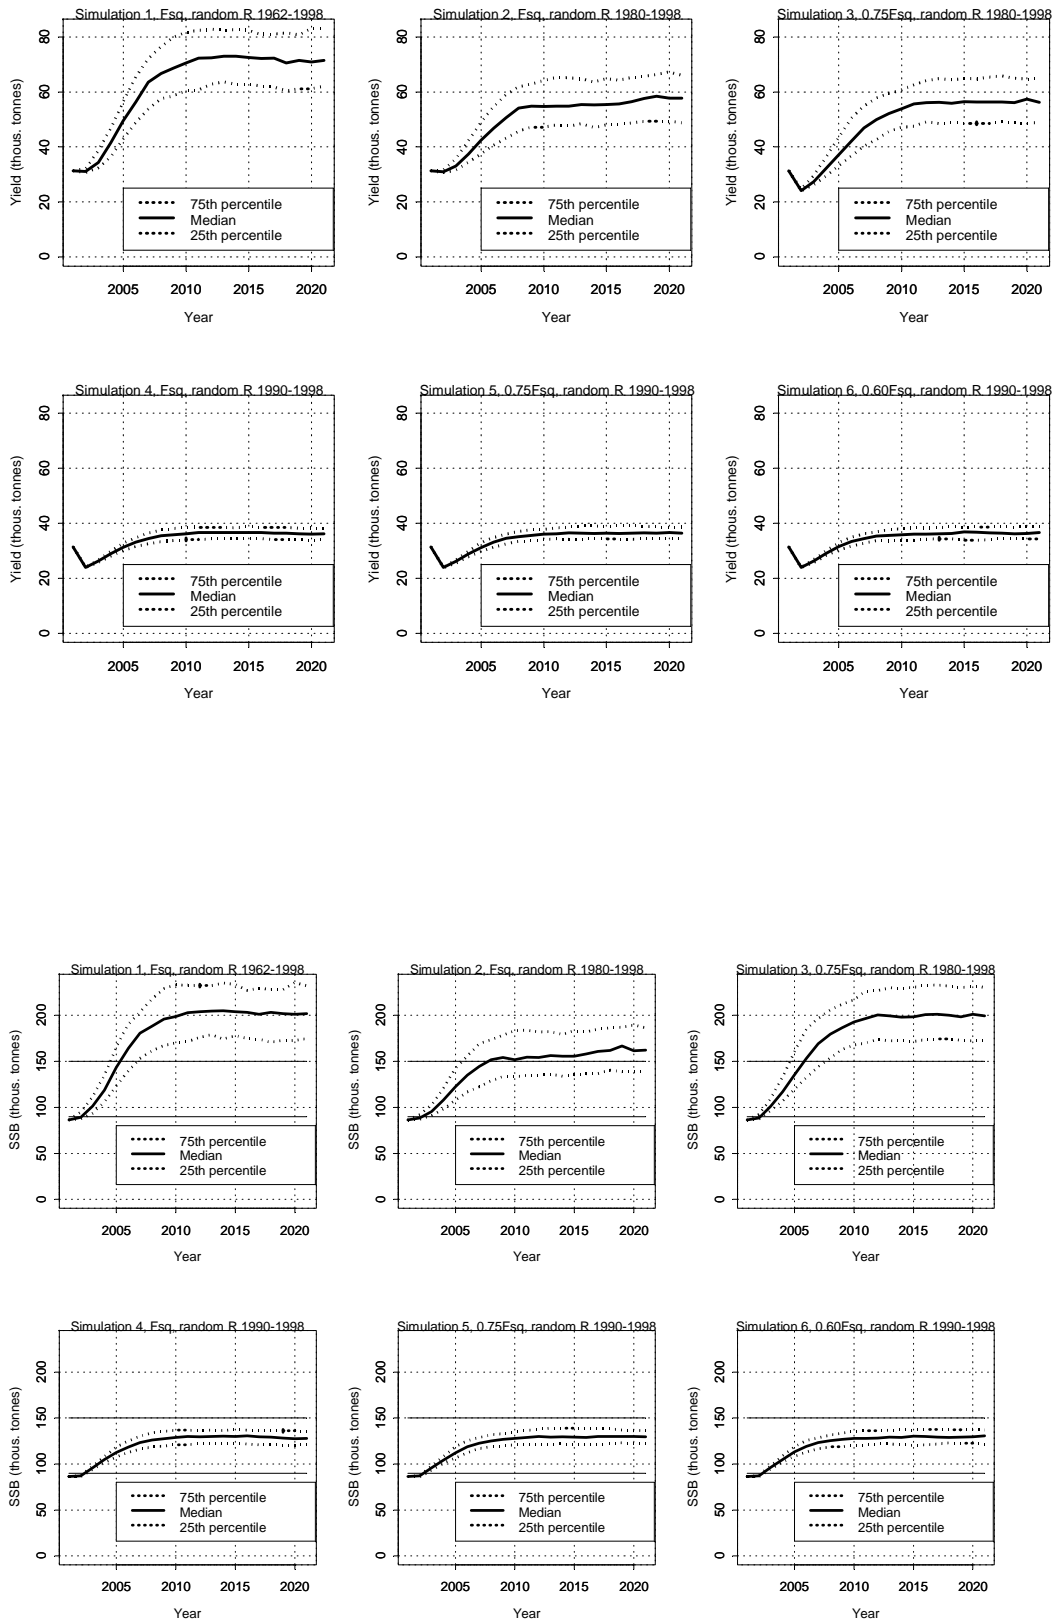 Simulation 1, Fsq, random R 1962-1998
Yield (thous. tonnes)
80
60
40
20
0
75th percentile
Median
25th percentile
2005 2010 2015 2020
Year
Simulation 2, Fsq, random R 1980-1998
Yield (thous. tonnes)
80
60
40
20
0
75th percentile
Median
25th percentile
2005 2010 2015 2020
Year
Simulation 3, 0.75Fsq, random R 1980-1998
Yield (thous. tonnes)
80
60
40
20
0
75th percentile
Median
25th percentile
2005 2010 2015 2020
Year
Simulation 4, Fsq, random R 1990-1998
Yield (thous. tonnes)
80
60
40
20
0
75th percentile
Median
25th percentile
2005 2010 2015 2020
Year
Simulation 5, 0.75Fsq, random R 1990-1998
Yield (thous. tonnes)
80
60
40
20
0
75th percentile
Median
25th percentile
2005 2010 2015 2020
Year
Simulation 6, 0.60Fsq, random R 1990-1998
Yield (thous. tonnes)
80
60
40
20
0
75th percentile
Median
25th percentile
2005 2010 2015 2020
Year
Simulation 1, Fsq, random R 1962-1998
SSB (thous. tonnes)
200
150
100
50
0
75th percentile
Median
25th percentile
2005 2010 2015 2020
Year
Simulation 2, Fsq, random R 1980-1998
SSB (thous. tonnes)
200
150
100
50
0
75th percentile
Median
25th percentile
2005 2010 2015 2020
Year
Simulation 3, 0.75Fsq, random R 1980-1998
SSB (thous. tonnes)
200
150
100
50
0
75th percentile
Median
25th percentile
2005 2010 2015 2020
Year
Simulation 4, Fsq, random R 1990-1998
SSB (thous. tonnes)
200
150
100
50
0
75th percentile
Median
25th percentile
2005 2010 2015 2020
Year
Simulation 5, 0.75Fsq, random R 1990-1998
SSB (thous. tonnes)
200
150
100
50
0
75th percentile
Median
25th percentile
2005 2010 2015 2020
Year
Simulation 6, 0.60Fsq, random R 1990-1998
SSB (thous. tonnes)
200
150
100
50
0
75th percentile
Median
25th percentile
2005 2010 2015 2020
Year